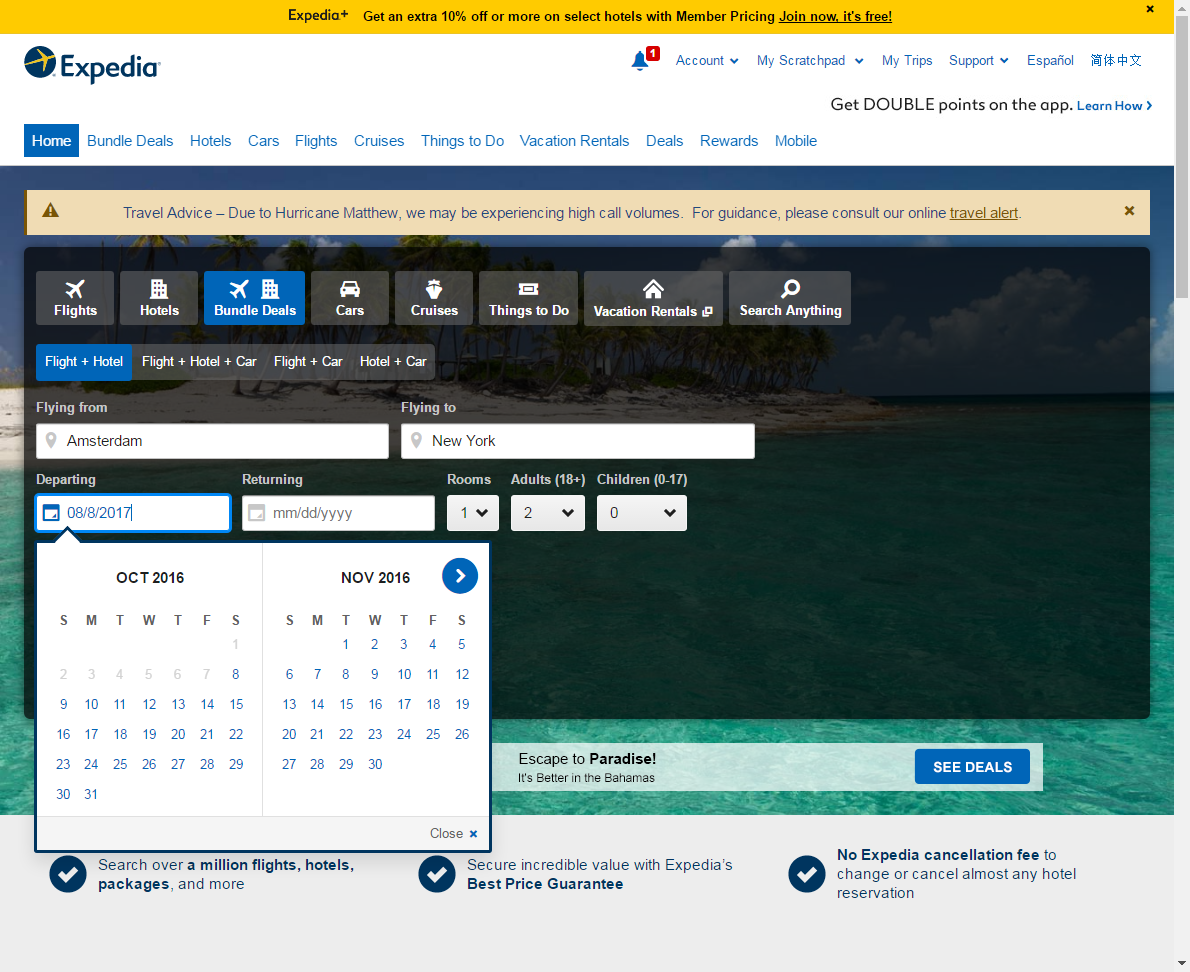 Expedia+ Get an extra 10% off or more on select hotels with Member Pricing Join now, it's free!
Expedia
1 Account My Scratchpad My Trips Support Español 简体中文
Get DOUBLE points on the app. Learn How
Home Bundle Deals Hotels Cars Flights Cruises Things to Do Vacation Rentals Deals Rewards Mobile
Travel Advice – Due to Hurricane Matthew, we may be experiencing high call volumes. For guidance, please consult our online travel alert.
Flights Hotels Bundle Deals Cars Cruises Things to Do Vacation Rentals Search Anything
Flight + Hotel Flight + Hotel + Car Flight + Car Hotel + Car
Flying from Flying to
Amsterdam New York
Departing Returning Rooms Adults (18+) Children (0-17)
08/8/2017 mm/dd/yyyy 1 2 0
OCT 2016 NOV 2016
S M T W T F S S M T W T F S
1 1 2 3 4 5
2 3 4 5 6 7 8 6 7 8 9 10 11 12
9 10 11 12 13 14 15 13 14 15 16 17 18 19
16 17 18 19 20 21 22 20 21 22 23 24 25 26
23 24 25 26 27 28 29 27 28 29 30
30 31
Close
Escape to Paradise!
It's Better in the Bahamas
SEE DEALS
Search over a million flights, hotels,
packages, and more
Secure incredible value with Expedia's
Best Price Guarantee
No Expedia cancellation fee to
change or cancel almost any hotel
reservation